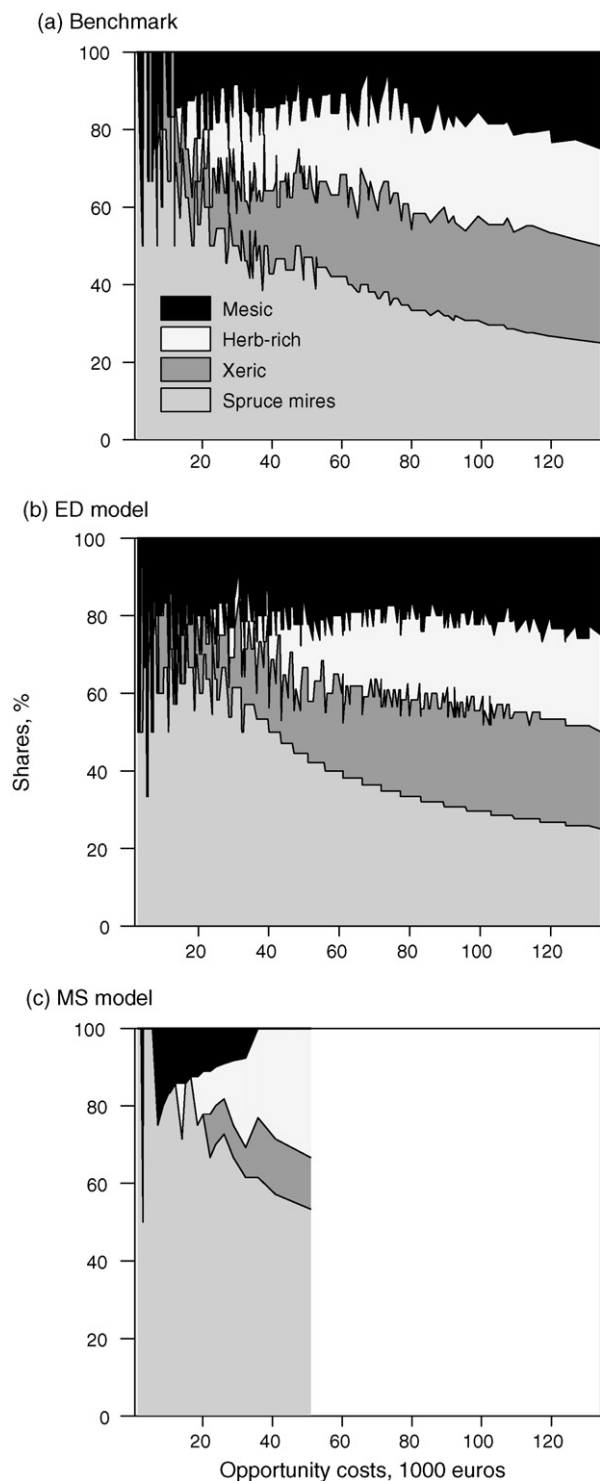 (a) Benchmark
100
80
60
40
20
0
Mesic
Herb-rich
Xeric
Spruce mires
20 40 60 80 100 120
(b) ED model
100
80
60
40
20
0
20 40 60 80 100 120
Shares, %
(c) MS model
100
80
60
40
20
0
20 40 60 80 100 120
Opportunity costs, 1000 euros